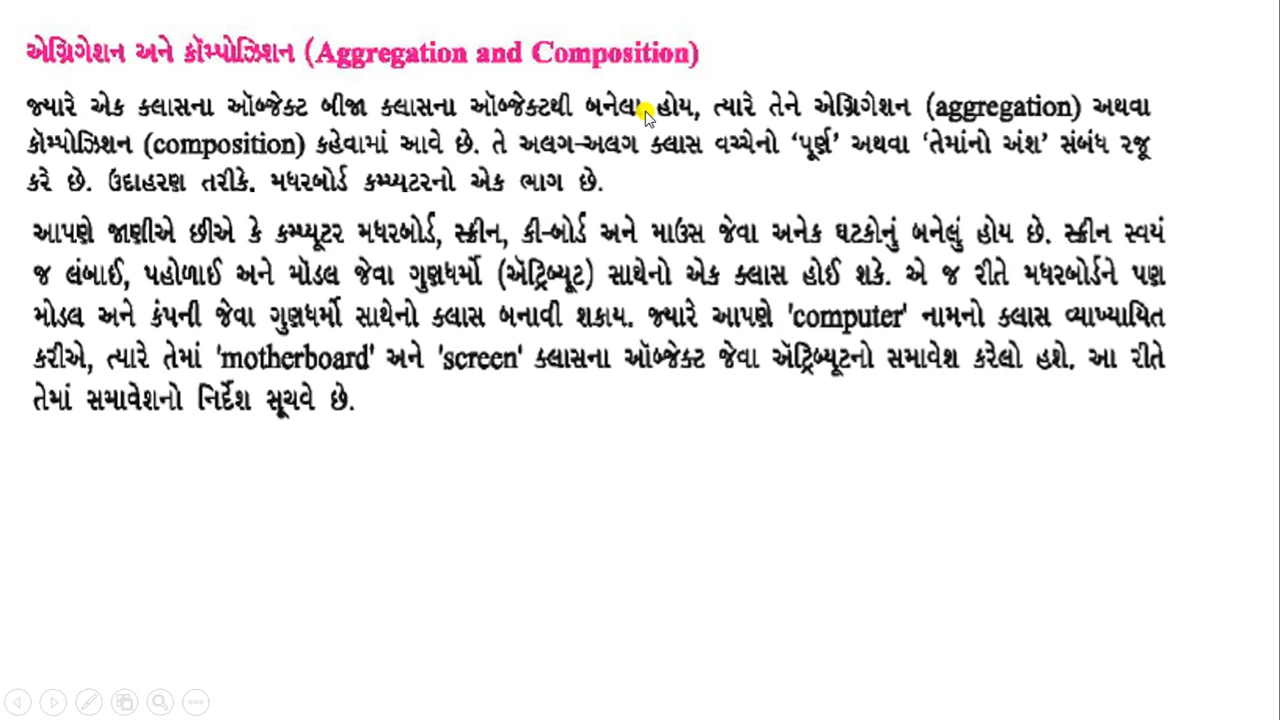 એગ્રિગેશન અને કૉમ્પોઝિશન (Aggregation and Composition)
જ્યારે એક ક્લાસના ઑબ્જેક્ટ બીજા ક્લાસના ઑબ્જેક્ટથી બનેલા હોય, ત્યારે તેને એગ્રિગેશન (aggregation) અથવા
કૉમ્પોઝિશન (composition) કહેવામાં આવે છે. તે અલગ-અલગ ક્લાસ વચ્ચેનો ‘પૂર્ણ’ અથવા ‘તેમાંનો અંશ’ સંબંધ રજૂ
કરે છે. ઉદાહરણ તરીકે. મધરબોર્ડ કમ્પ્યૂટરનો એક ભાગ છે.
આપણે જાણીએ છીએ કે કમ્પ્યૂટર મધરબોર્ડ, સ્ક્રીન, કી-બોર્ડ અને માઉસ જેવા અનેક ઘટકોનું બનેલું હોય છે. સ્ક્રીન સ્વયં
જ લંબાઈ, પહોળાઈ અને મૉડલ જેવા ગુણધર્મો (ઍટ્રિબ્યૂટ) સાથેનો એક ક્લાસ હોઈ શકે. એ જ રીતે મધરબોર્ડને પણ
મોડલ અને કંપની જેવા ગુણધર્મો સાથેનો ક્લાસ બનાવી શકાય. જ્યારે આપણે 'computer' નામનો ક્લાસ વ્યાખ્યાયિત
કરીએ, ત્યારે તેમાં 'motherboard' અને 'screen' ક્લાસના ઑબ્જેક્ટ જેવા ઍટ્રિબ્યૂટનો સમાવેશ કરેલો હશે. આ રીતે
તેમાં સમાવેશનો નિર્દેશ સૂચવે છે.